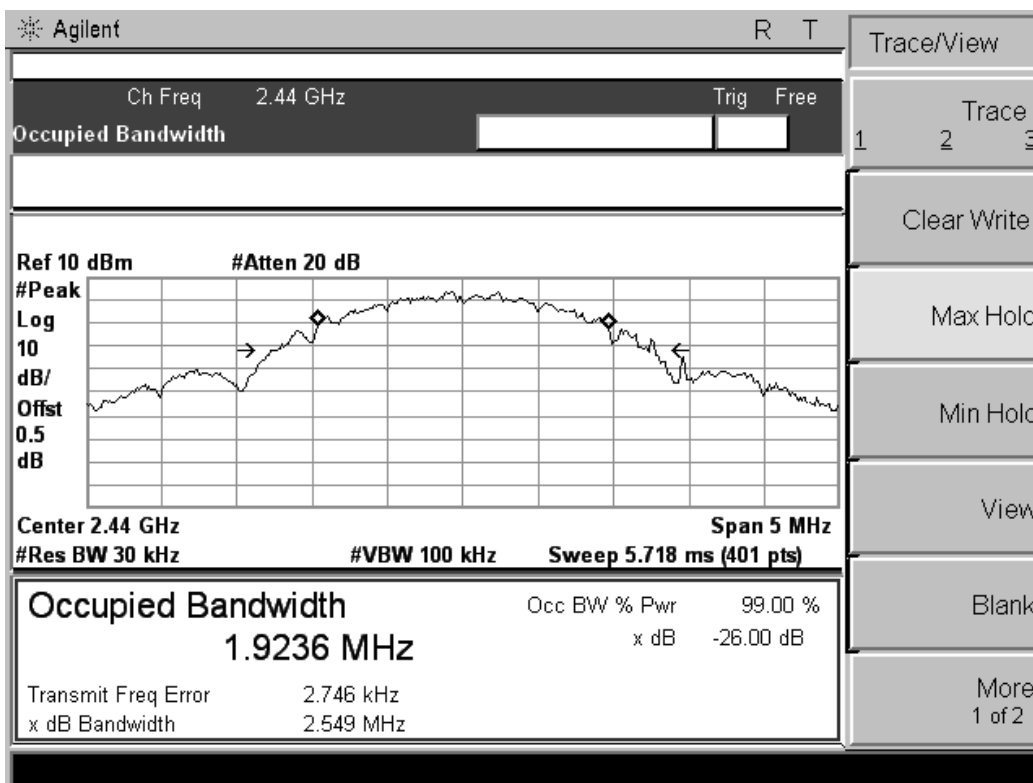 Agilent R T
Trace/View
Ch Freq 2.44 GHz Trig Free
Occupied Bandwidth
Trace
1 2 3
Clear Write
Max Hold
Min Hold
View
Blank
More
1 of 2
Ref 10 dBm #Atten 20 dB
#Peak
Log
10
dB/
Offst
0.5
dB
Center 2.44 GHz Span 5 MHz
#Res BW 30 kHz #VBW 100 kHz Sweep 5.718 ms (401 pts)
Occupied Bandwidth
1.9236 MHz
Occ BW % Pwr 99.00 %
x dB -26.00 dB
Transmit Freq Error 2.746 kHz
x dB Bandwidth 2.549 MHz